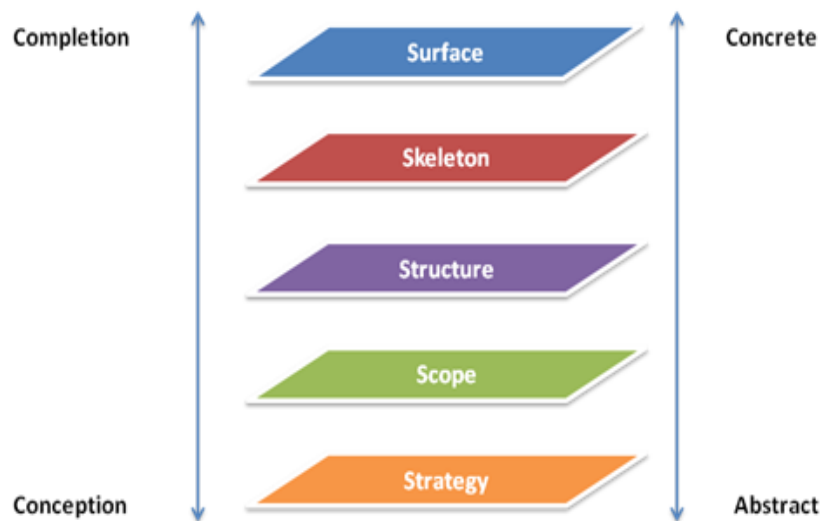 Completion
Surface
Concrete
Skeleton
Structure
Scope
Strategy
Conception
Abstract